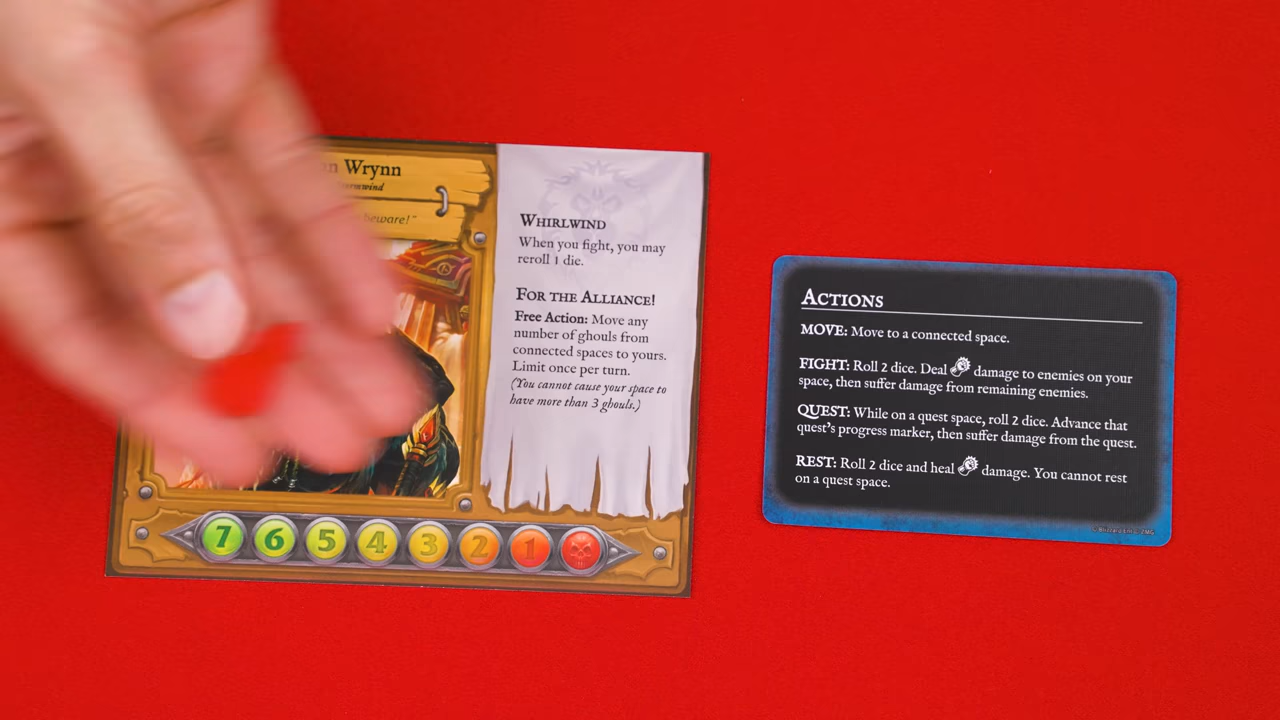 Wrynn
beware!"
WHIRLWIND
When you fight, you may
reroll 1 die.
FOR THE ALLIANCE!
Free Action: Move any
number of ghouls from
connected spaces to yours.
Limit once per turn.
(You cannot cause your space to
have more than 3 ghouls.)
7 6 5 4 3 2 1
ACTIONS
MOVE: Move to a connected space.
FIGHT: Roll 2 dice. Deal damage to enemies on your
space, then suffer damage from remaining enemies.
QUEST: While on a quest space, roll 2 dice. Advance that
quest's progress marker, then suffer damage from the quest.
REST: Roll 2 dice and heal damage. You cannot rest
on a quest space.